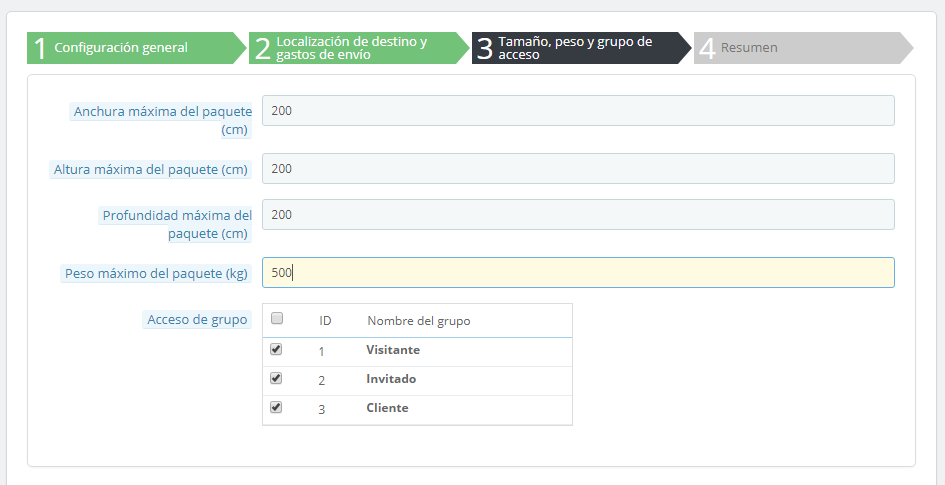 1 Configuración general
2 Localización de destino y
gastos de envío
3 Tamaño, peso y grupo de
acceso
4 Resumen
Anchura máxima del paquete
(cm)
200
Altura máxima del paquete (cm)
200
Profundidad máxima del
paquete (cm)
200
Peso máximo del paquete (kg)
500
Acceso de grupo
ID Nombre del grupo
1 Visitante
2 Invitado
3 Cliente